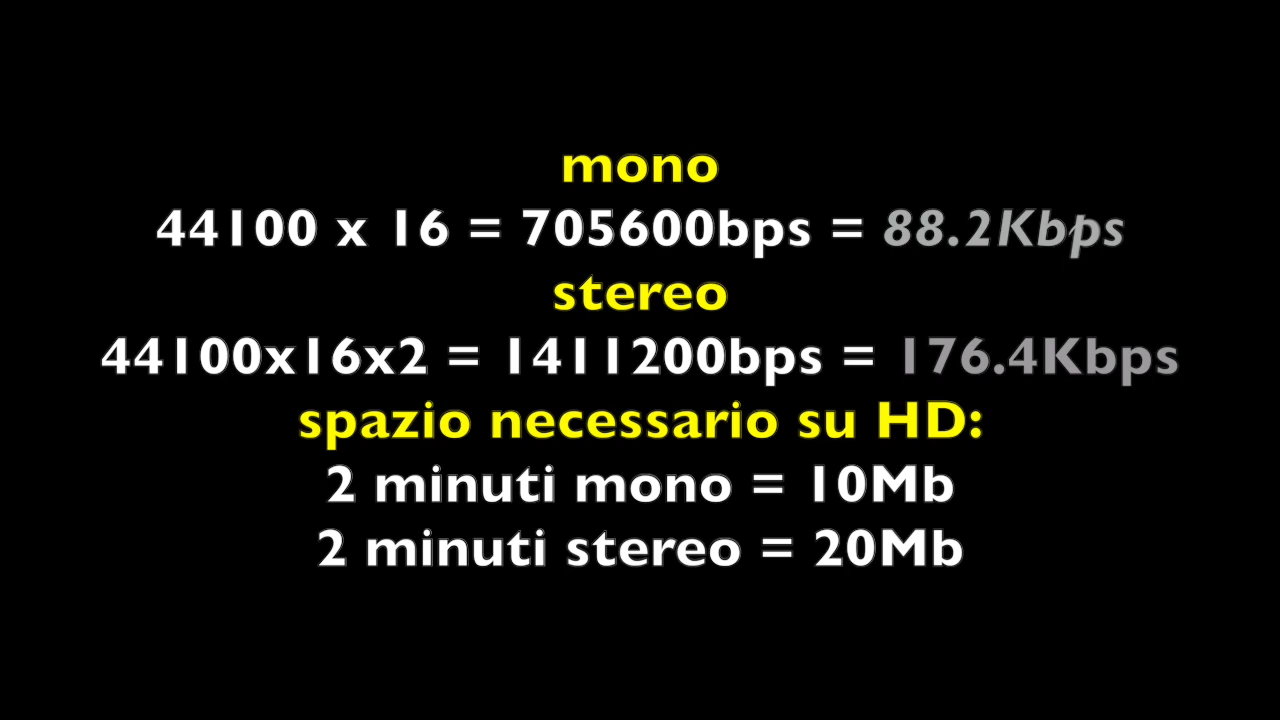 mono
44100 x 16 = 705600bps = 88.2Kbps
stereo
44100x16x2 = 1411200bps = 176.4Kbps
spazio necessario su HD:
2 minuti mono = 10Mb
2 minuti stereo = 20Mb